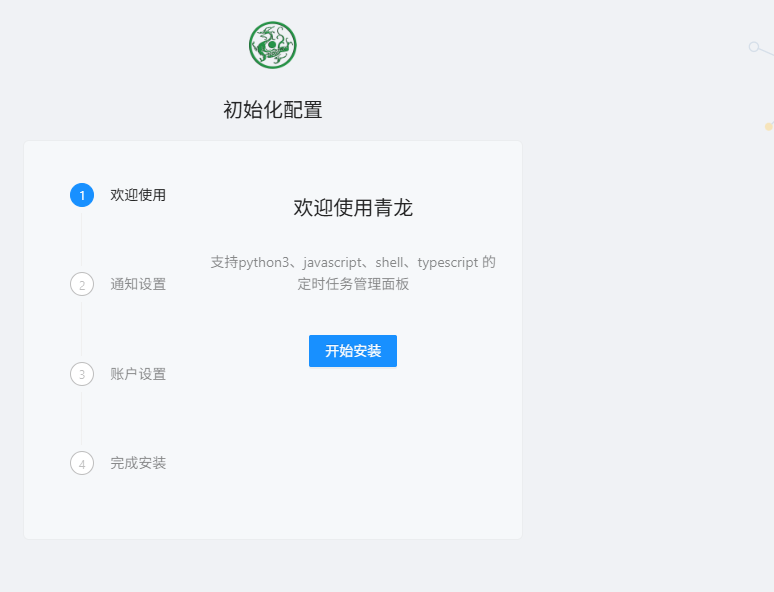 初始化配置
1 欢迎使用
2 通知设置
3 账户设置
4 完成安装
欢迎使用青龙
支持python3、javascript、shell、typescript 的
定时任务管理面板
开始安装